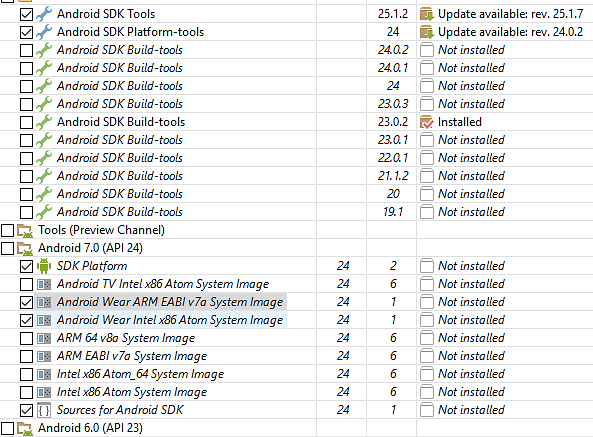 Android SDK Tools 25.1.2 Update available: rev. 25.1.7
Android SDK Platform-tools 24 Update available: rev. 24.0.2
Android SDK Build-tools 24.0.2 Not installed
Android SDK Build-tools 24.0.1 Not installed
Android SDK Build-tools 24 Not installed
Android SDK Build-tools 23.0.3 Not installed
Android SDK Build-tools 23.0.2 Installed
Android SDK Build-tools 23.0.1 Not installed
Android SDK Build-tools 22.0.1 Not installed
Android SDK Build-tools 21.1.2 Not installed
Android SDK Build-tools 20 Not installed
Android SDK Build-tools 19.1 Not installed
Tools (Preview Channel)
Android 7.0 (API 24)
SDK Platform 24 2 Not installed
Android TV Intel x86 Atom System Image 24 6 Not installed
Android Wear ARM EABI v7a System Image 24 1 Not installed
Android Wear Intel x86 Atom System Image 24 1 Not installed
ARM 64 v8a System Image 24 6 Not installed
ARM EABI v7a System Image 24 6 Not installed
Intel x86 Atom_64 System Image 24 6 Not installed
Intel x86 Atom System Image 24 6 Not installed
Sources for Android SDK 24 1 Not installed
Android 6.0 (API 23)